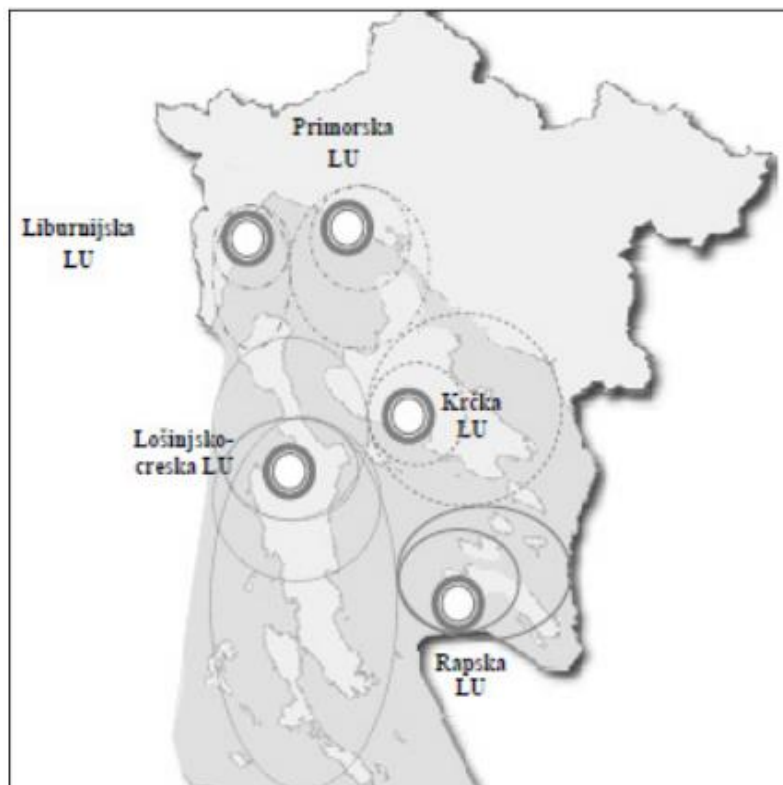 Primorska
LU
Liburnijska
LU
Krčka
LU
Lošinjsko-
creska LU
Rapska
LU